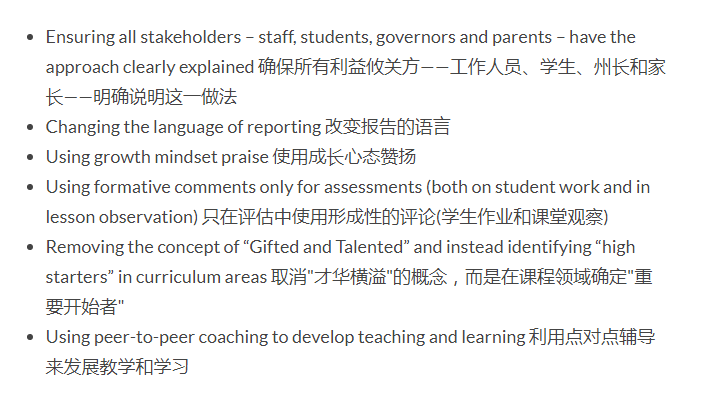 Ensuring all stakeholders – staff, students, governors and parents – have the
approach clearly explained 确保所有利益攸关方——工作人员、学生、州长和家
长——明确说明这一做法
Changing the language of reporting 改变报告的语言
Using growth mindset praise 使用成长心态赞扬
Using formative comments only for assessments (both on student work and in
lesson observation) 只在评估中使用形成性的评论(学生作业和课堂观察)
Removing the concept of “Gifted and Talented” and instead identifying “high
starters” in curriculum areas 取消"才华横溢"的概念，而是在课程领域确定"重
要开始者"
Using peer-to-peer coaching to develop teaching and learning 利用点对点辅导
来发展教学和学习